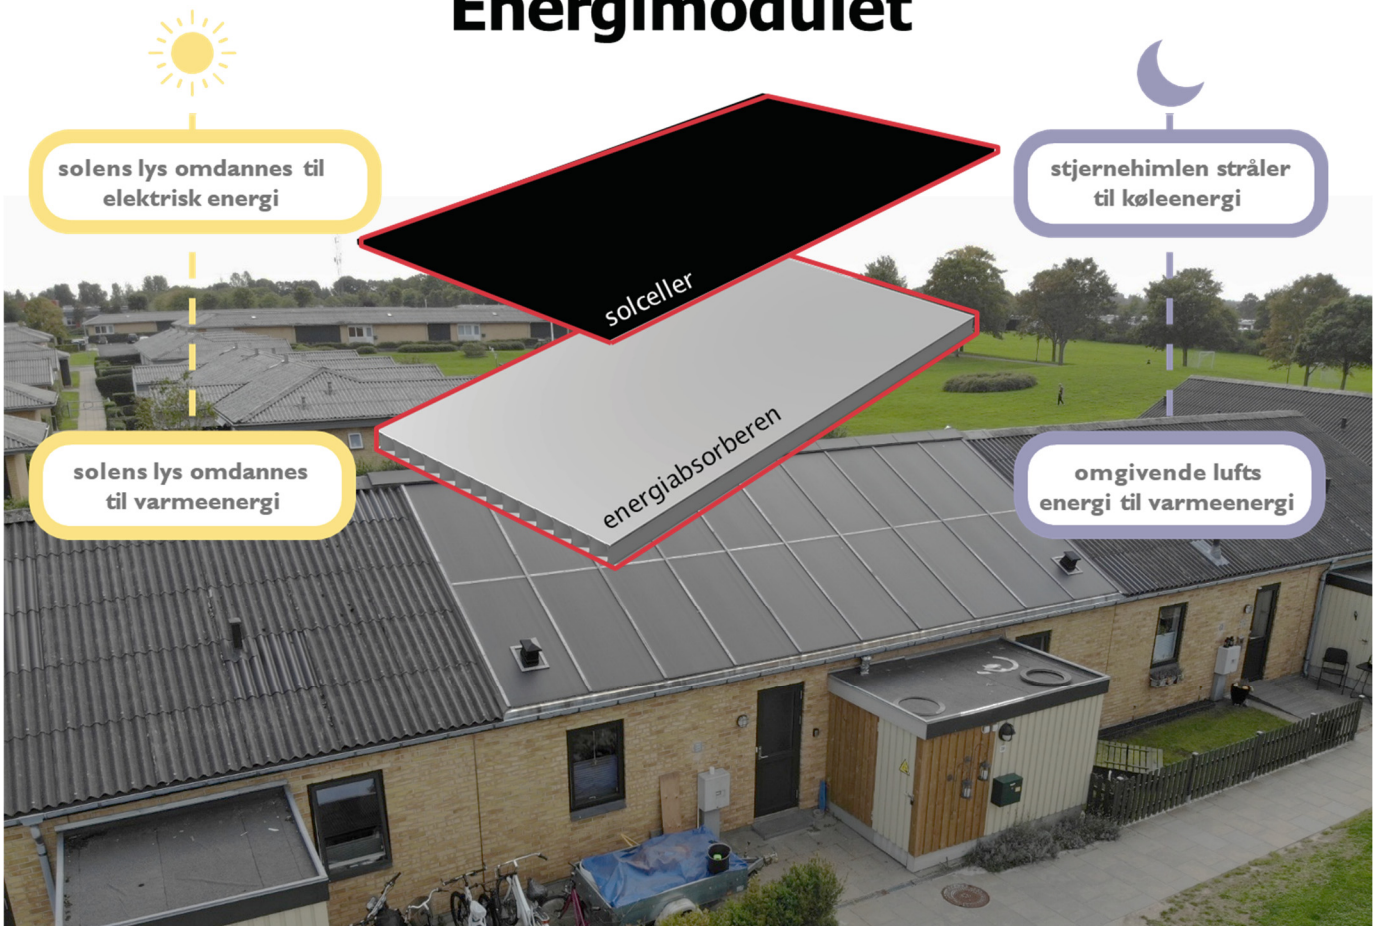 Energimodulet
solens lys omdannes til
elektrisk energi
stjernehimlen stråler
til køleenergi
solceller
energiabsorberen
solens lys omdannes
til varmeenergi
omgivende lufts
energi til varmeenergi